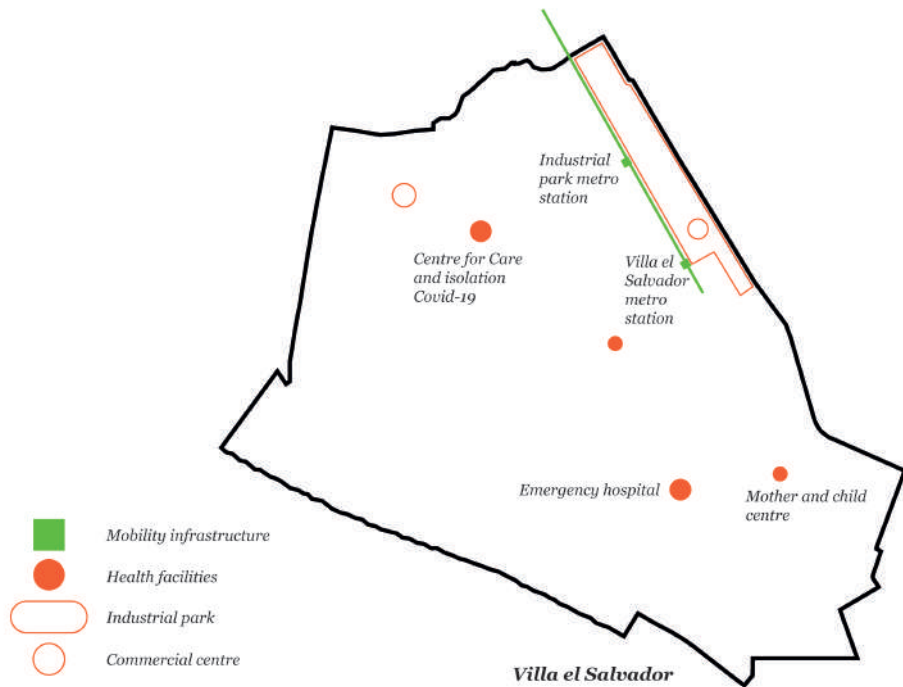 Industrial
park metro
station
Villa el
Salvador
metro
station
Centre for Care
and isolation
Covid-19
Emergency hospital
Mother and child
centre
Mobility infrastructure
Health facilities
Industrial park
Commercial centre
Villa el Salvador